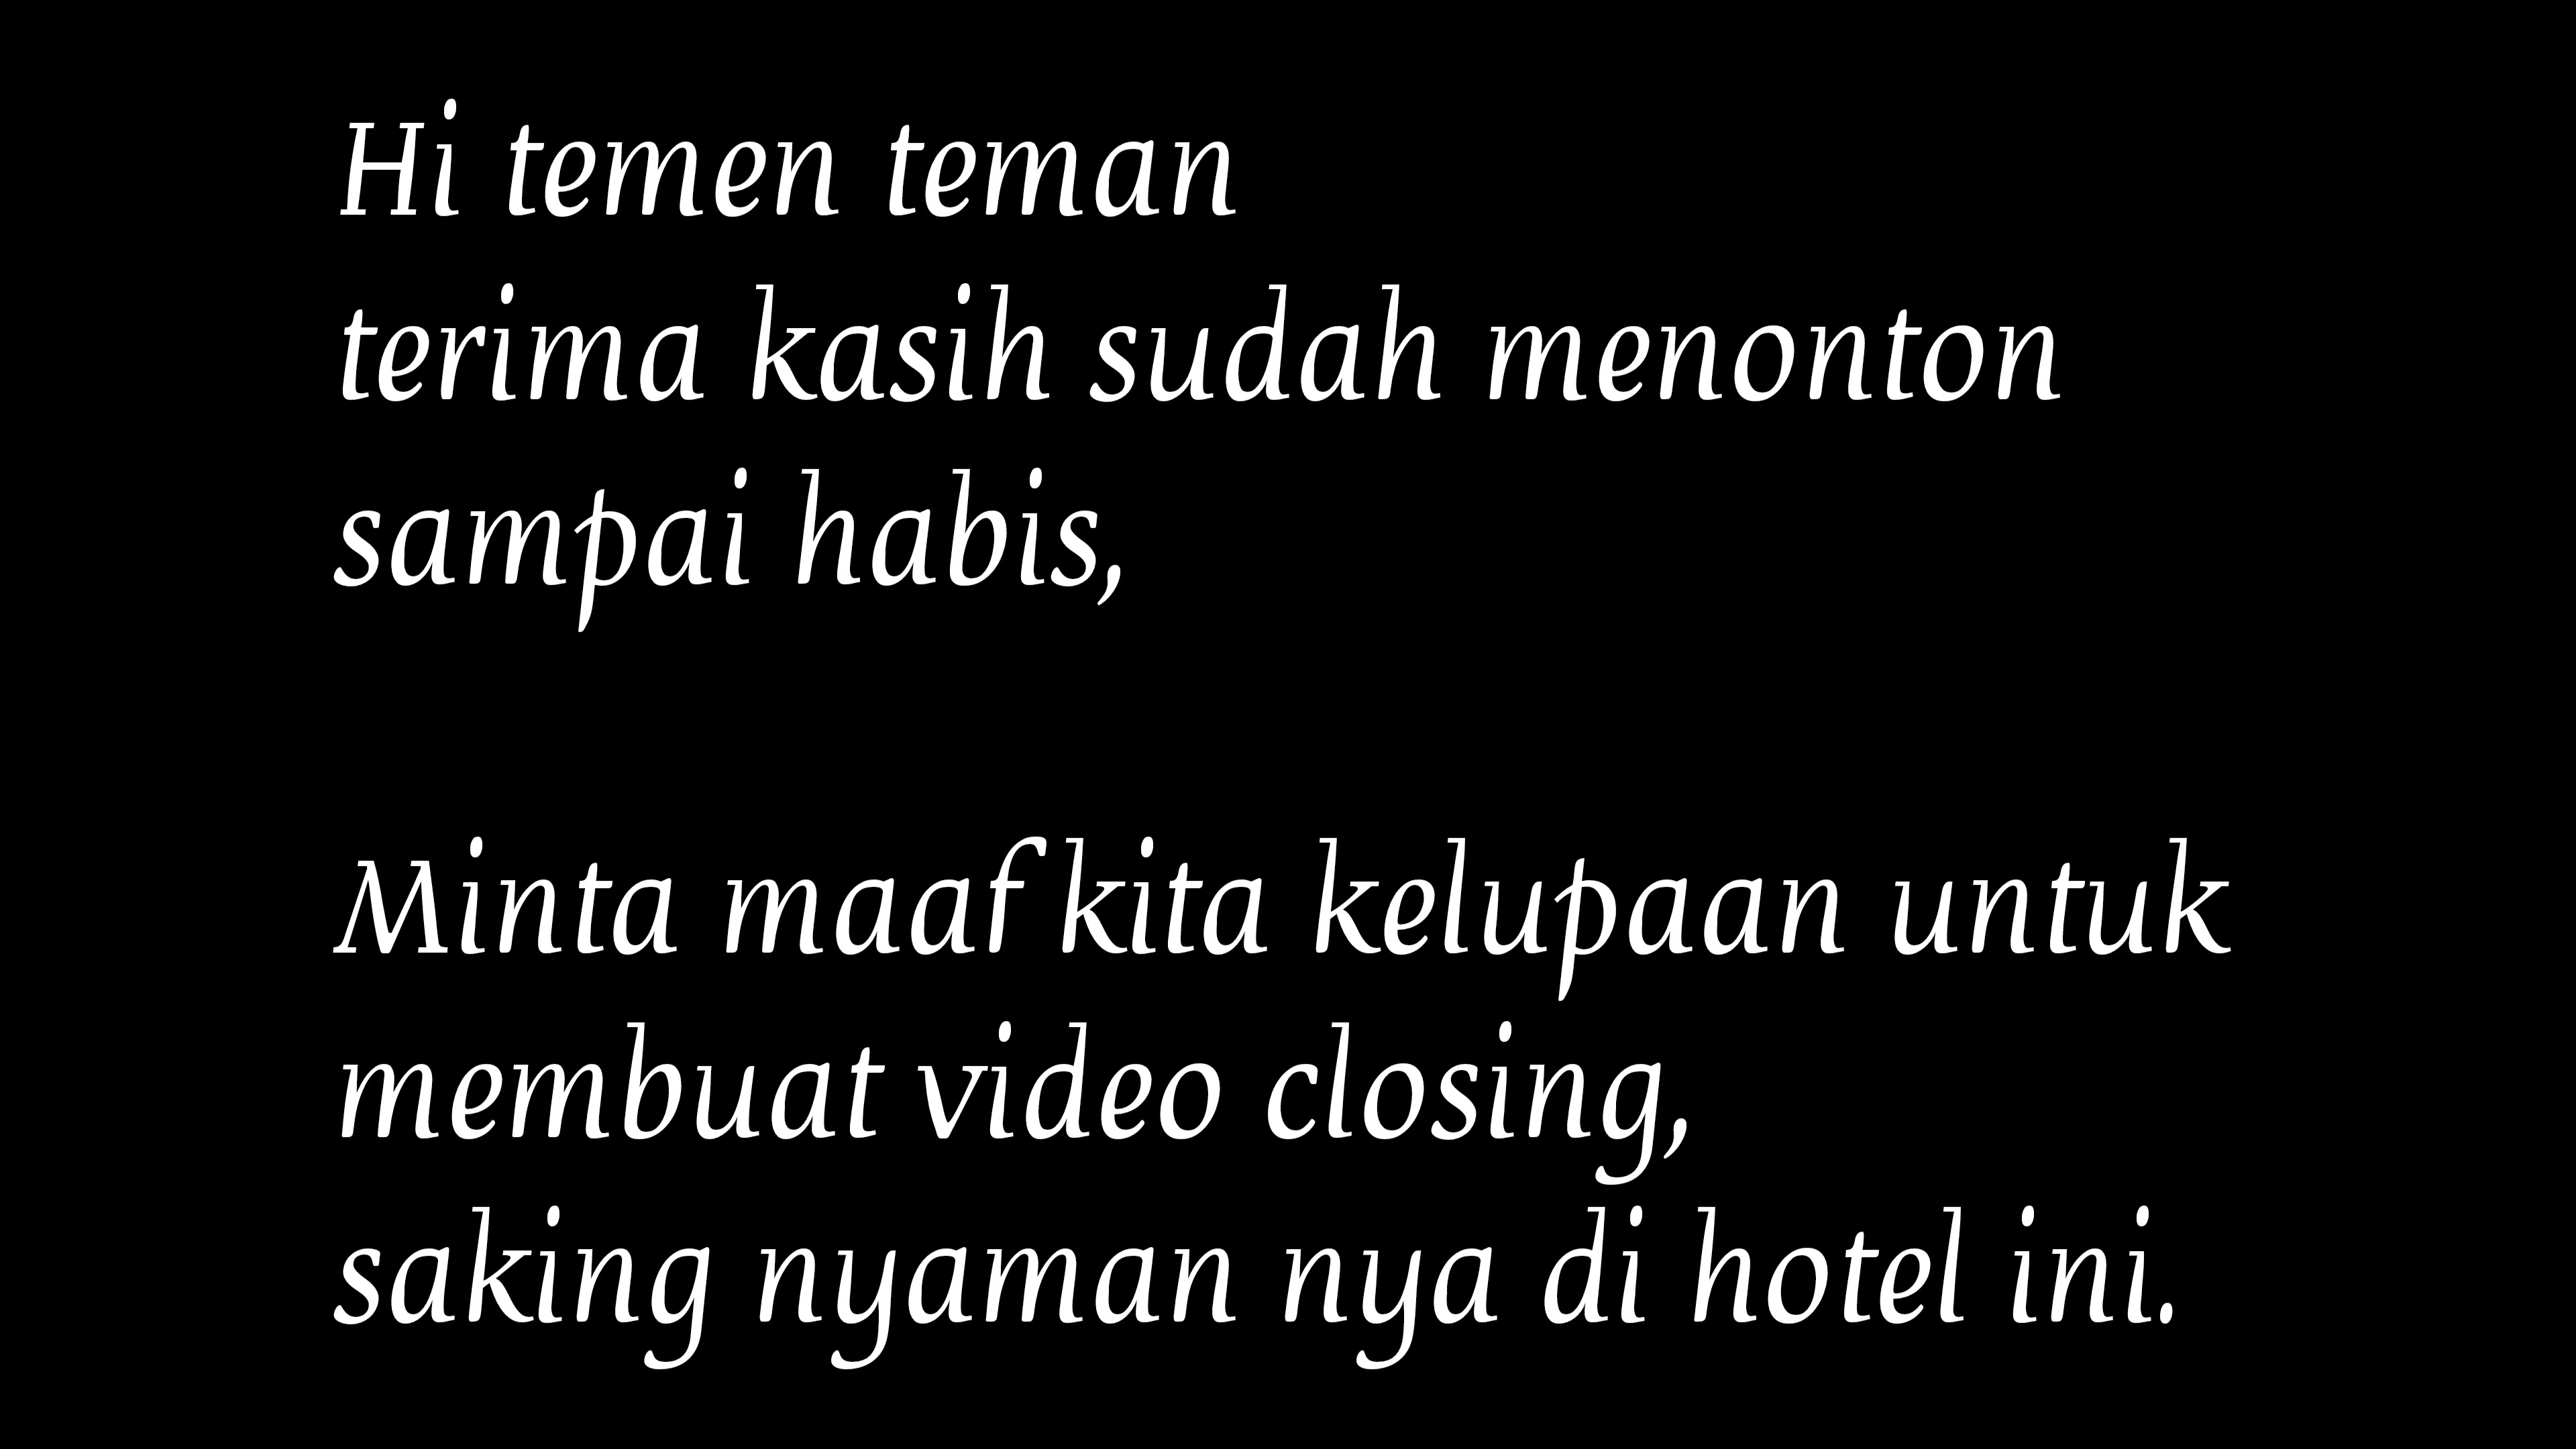 Hi temen teman
terima kasih sudah menonton
sampai habis,
Minta maaf kita kelupaan untuk
membuat video closing,
saking nyaman nya di hotel ini.